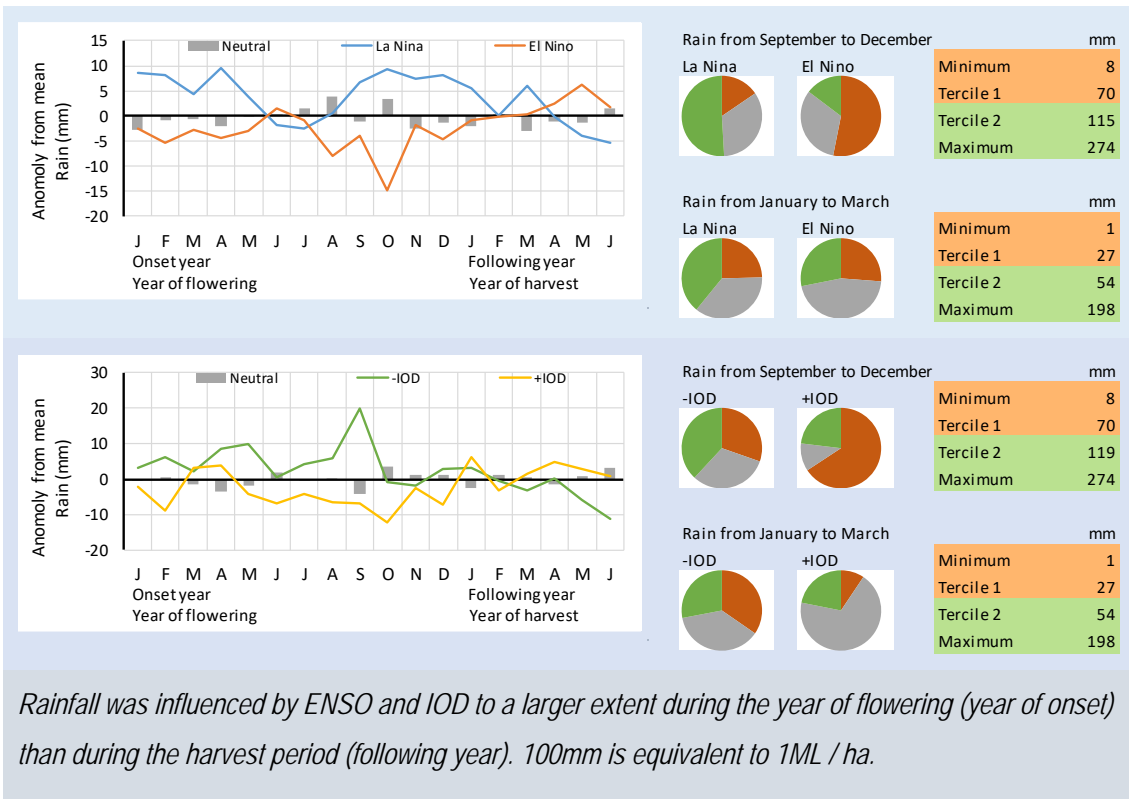 15
10
5
0
-5
-10
-15
-20
Anomoly from mean
Rain (mm)
Neutral La Nina El Nino
J F M A M J J A S O N D J F M A M J
Onset year Following year
Year of flowering Year of harvest
Rain from September to December mm
La Nina El Nino
Minimum 8
Tercile 1 70
Tercile 2 115
Maximum 274
Rain from January to March mm
La Nina El Nino
Minimum 1
Tercile 1 27
Tercile 2 54
Maximum 198
30
20
10
0
-10
-20
Anomoly from mean
Rain (mm)
Neutral -IOD +IOD
J F M A M J J A S O N D J F M A M J
Onset year Following year
Year of flowering Year of harvest
Rain from September to December mm
-IOD +IOD
Minimum 8
Tercile 1 70
Tercile 2 119
Maximum 274
Rain from January to March mm
-IOD +IOD
Minimum 1
Tercile 1 27
Tercile 2 54
Maximum 198
Rainfall was influenced by ENSO and IOD to a larger extent during the year of flowering (year of onset)
than during the harvest period (following year). 100mm is equivalent to 1ML / ha.